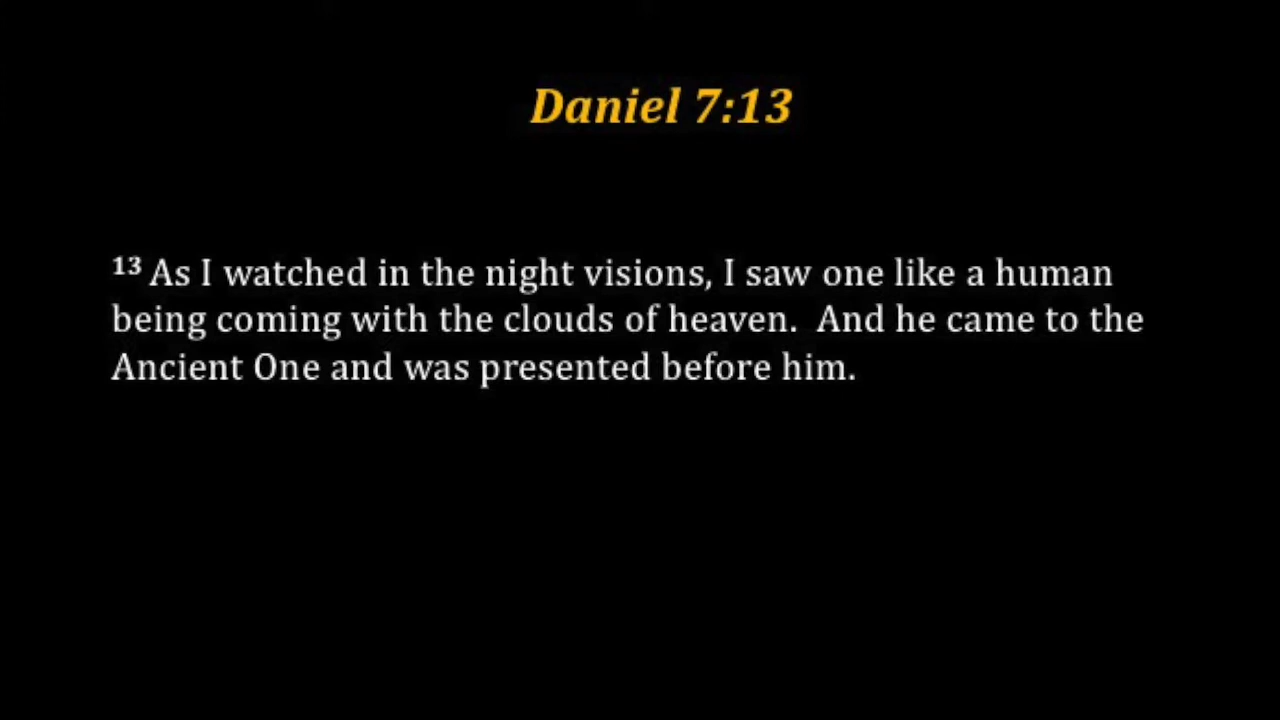 Daniel 7:13
13 As I watched in the night visions, I saw one like a human
being coming with the clouds of heaven.  And he came to the
Ancient One and was presented before him.